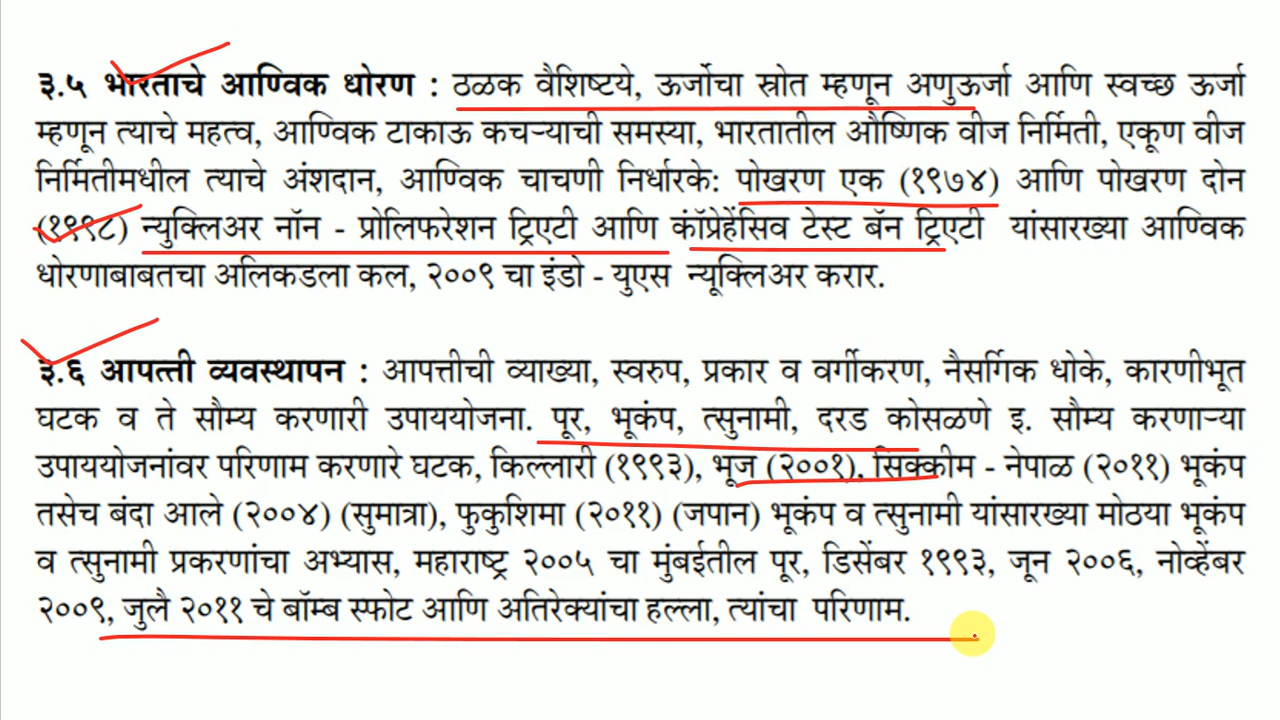 ३.५ भारताचे आण्विक धोरण : ठळक वैशिष्टये, ऊर्जोचा स्रोत म्हणून अणुऊर्जा आणि स्वच्छ ऊर्जा
म्हणून त्याचे महत्व, आण्विक टाकाऊ कचऱ्याची समस्या, भारतातील औष्णिक वीज निर्मिती, एकूण वीज
निर्मितीमधील त्याचे अंशदान, आण्विक चाचणी निर्धारके: पोखरण एक (१९७४) आणि पोखरण दोन
(१९९८) न्युक्लिअर नॉन - प्रोलिफरेशन ट्रिएटी आणि कॉंप्रेहेंसिव टेस्ट बॅन ट्रिएटी यांसारख्या आण्विक
धोरणाबाबतचा अलिकडला कल, २००९ चा इंडो - युएस न्यूक्लिअर करार.
३.६ आपत्ती व्यवस्थापन : आपत्तीची व्याख्या, स्वरुप, प्रकार व वर्गीकरण, नैसर्गिक धोके, कारणीभूत
घटक व ते सौम्य करणारी उपाययोजना. पूर, भूकंप, त्सुनामी, दरड कोसळणे इ. सौम्य करणाऱ्या
उपाययोजनांवर परिणाम करणारे घटक, किल्लारी (१९९३), भूज (२००१), सिक्कीम - नेपाळ (२०११) भूकंप
तसेच बंदा आले (२००४) (सुमात्रा), फुकुशिमा (२०११) (जपान) भूकंप व त्सुनामी यांसारख्या मोठया भूकंप
व त्सुनामी प्रकरणांचा अभ्यास, महाराष्ट्र २००५ चा मुंबईतील पूर, डिसेंबर १९९३, जून २००६, नोव्हेंबर
२००९, जुलै २०११ चे बॉम्ब स्फोट आणि अतिरेक्यांचा हल्ला, त्यांचा परिणाम.